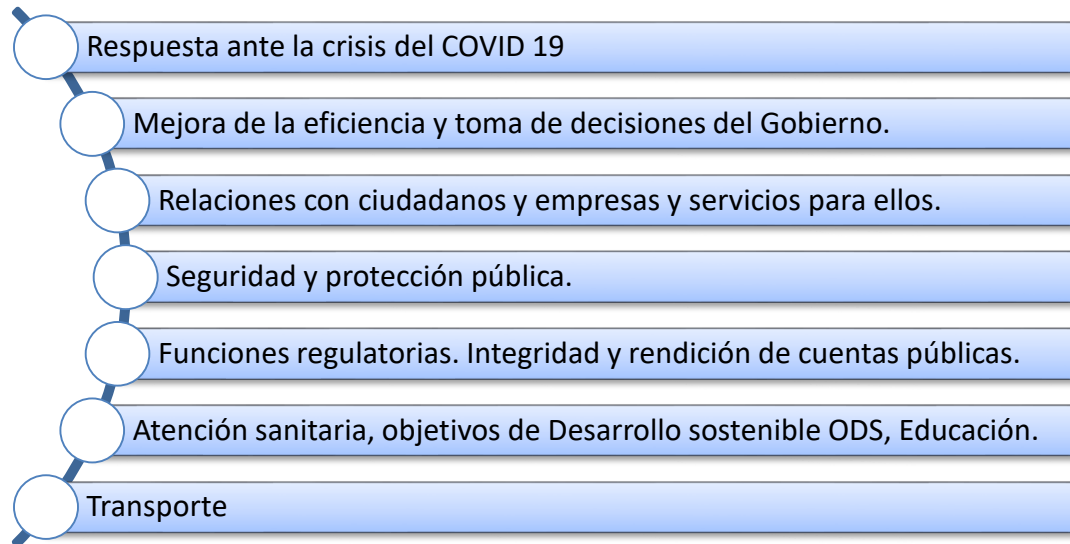 Respuesta ante la crisis del COVID 19
Mejora de la eficiencia y toma de decisiones del Gobierno.
Relaciones con ciudadanos y empresas y servicios para ellos.
Seguridad y protección pública.
Funciones regulatorias. Integridad y rendición de cuentas públicas.
Atención sanitaria, objetivos de Desarrollo sostenible ODS, Educación.
Transporte